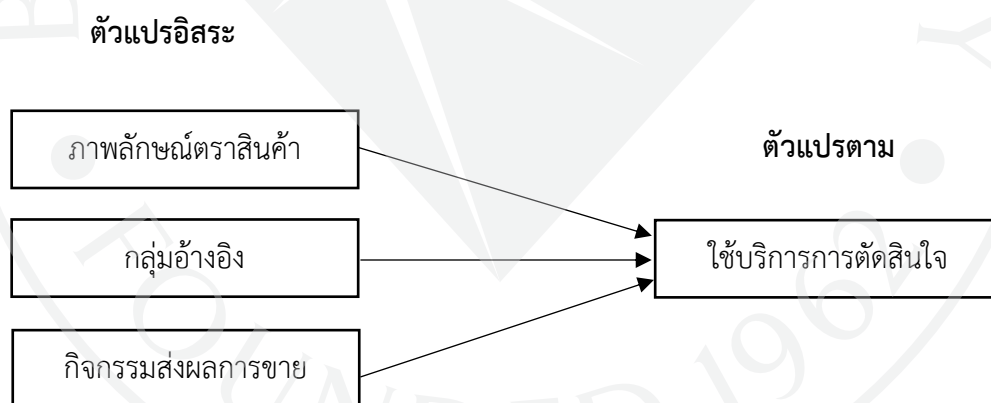 ตัวแปรอิสระ
ภาพลักษณ์ตราสินค้า
ตัวแปรตาม
กลุ่มอ้างอิง
ใช้บริการการตัดสินใจ
กิจกรรมส่งผลการขาย
FOUNDED 1962